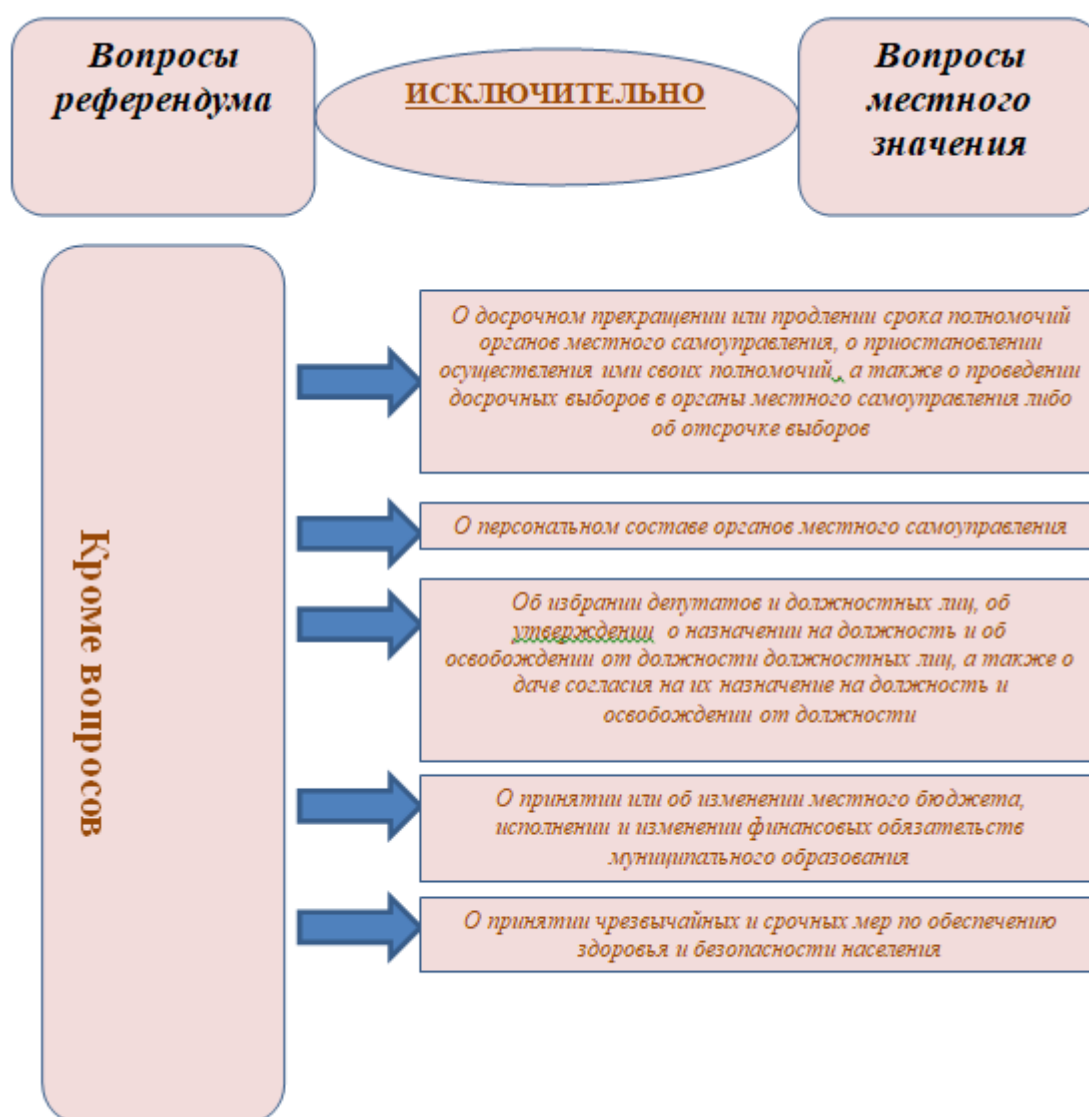 Вопросы
референдума
ИСКЛЮЧИТЕЛЬНО
Вопросы
местного
значения
Кроме вопросов
О досрочном прекращении или продлении срока полномочий
органов местного самоуправления, о приостановлении
осуществления ими своих полномочий , а также о проведении
досрочных выборов в органы местного самоуправления либо
об отсрочке выборов
О персональном составе органов местного самоуправления
Об избрании депутатов и должностных лиц, об
утверждении о назначении на должность и об
освобождении от должности должностных лиц, а также о
даче согласия на их назначение на должность и
освобождении от должности
О принятии или об изменении местного бюджета,
исполнении и изменении финансовых обязательств
муниципального образования
О принятии чрезвычайных и срочных мер по обеспечению
здоровья и безопасности населения